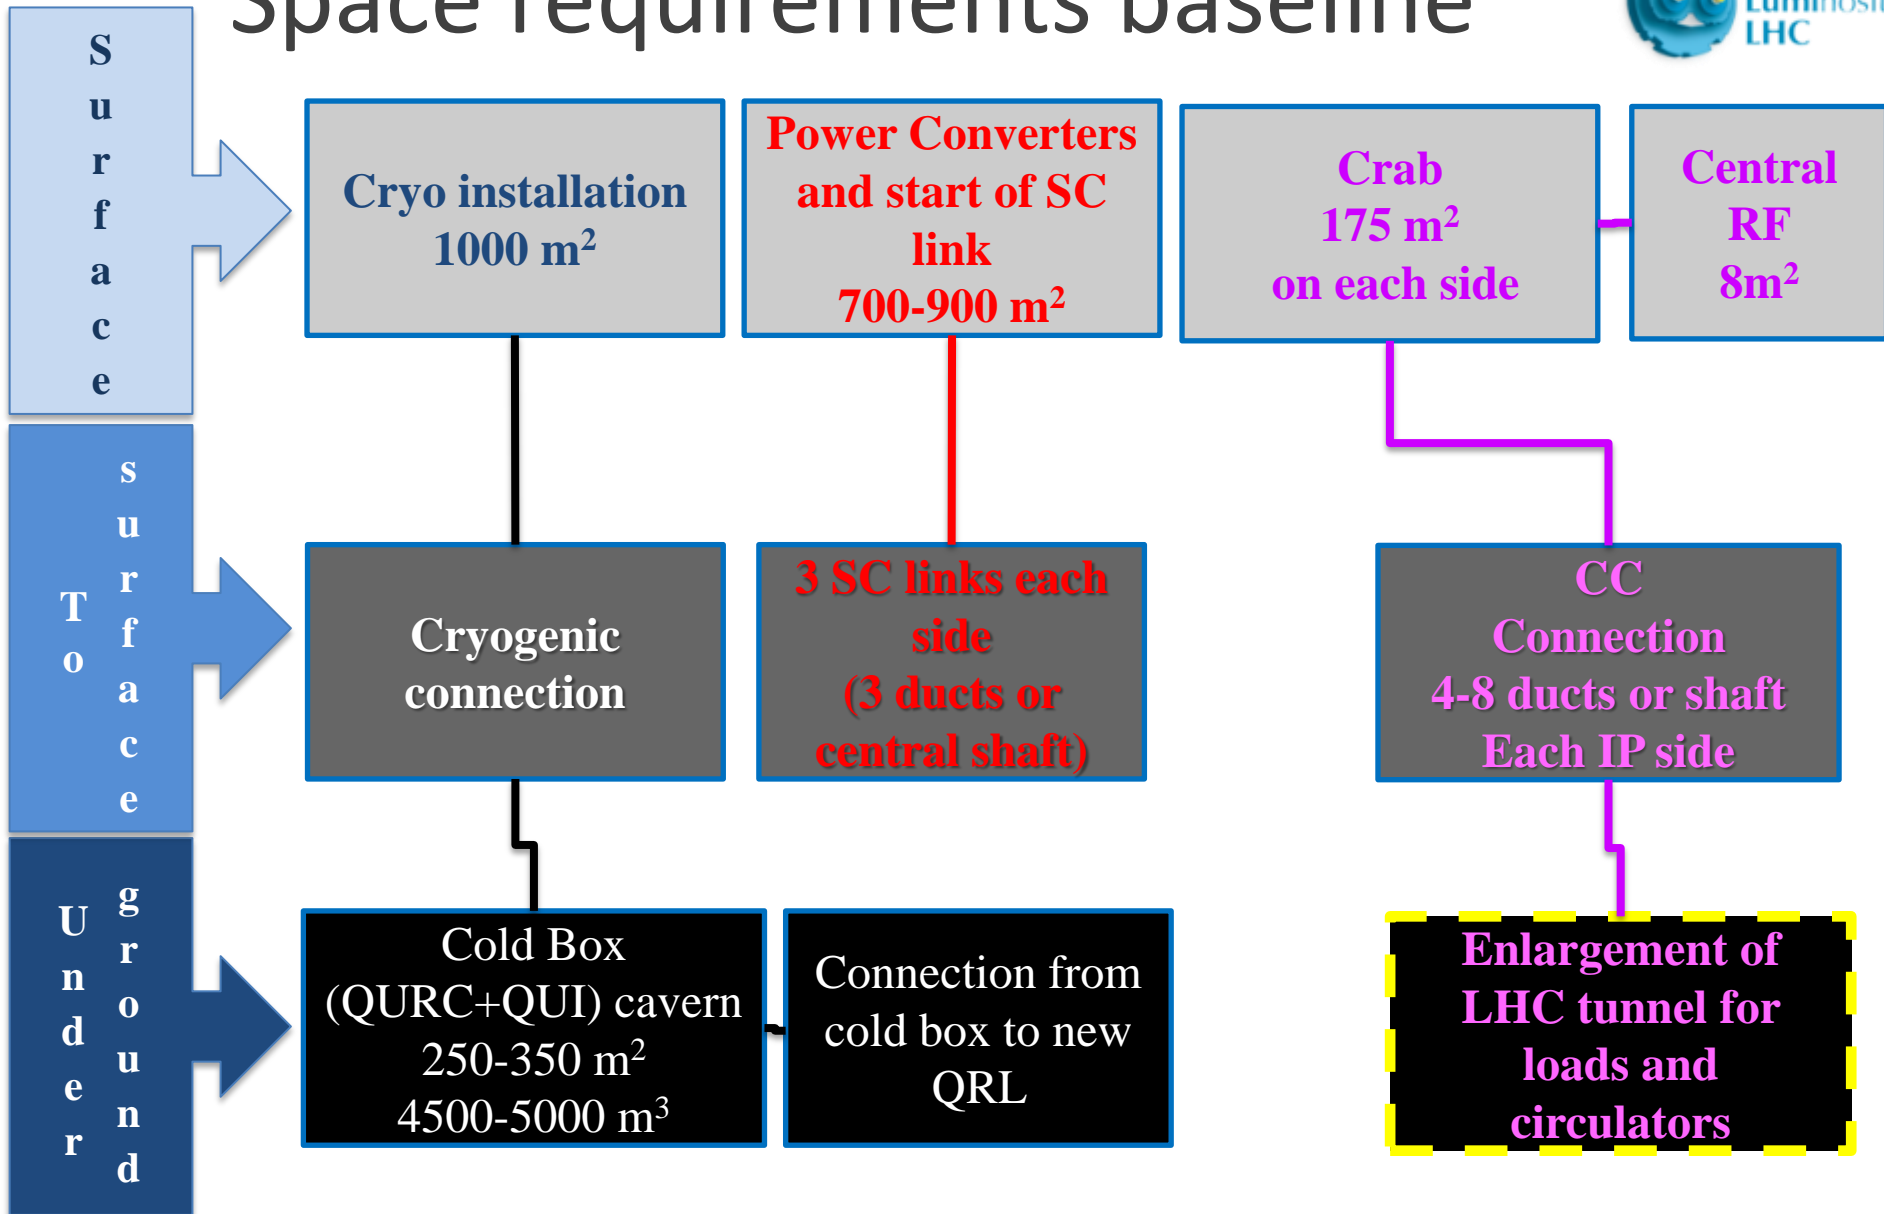 Space requirements baseline
Luminosit
LHC
Surface
Cryo installation
1000 m²
Power Converters
and start of SC
link
700-900 m²
Crab
175 m²
on each side
Central
RF
8m²
To
surface
Cryogenic
connection
3 SC links each
side
(3 ducts or
central shaft)
CC
Connection
4-8 ducts or shaft
Each IP side
Under
ground
Cold Box
(QURC+QUI) cavern
250-350 m²
4500-5000 m³
Connection from
cold box to new
QRL
Enlargement of
LHC tunnel for
loads and
circulators